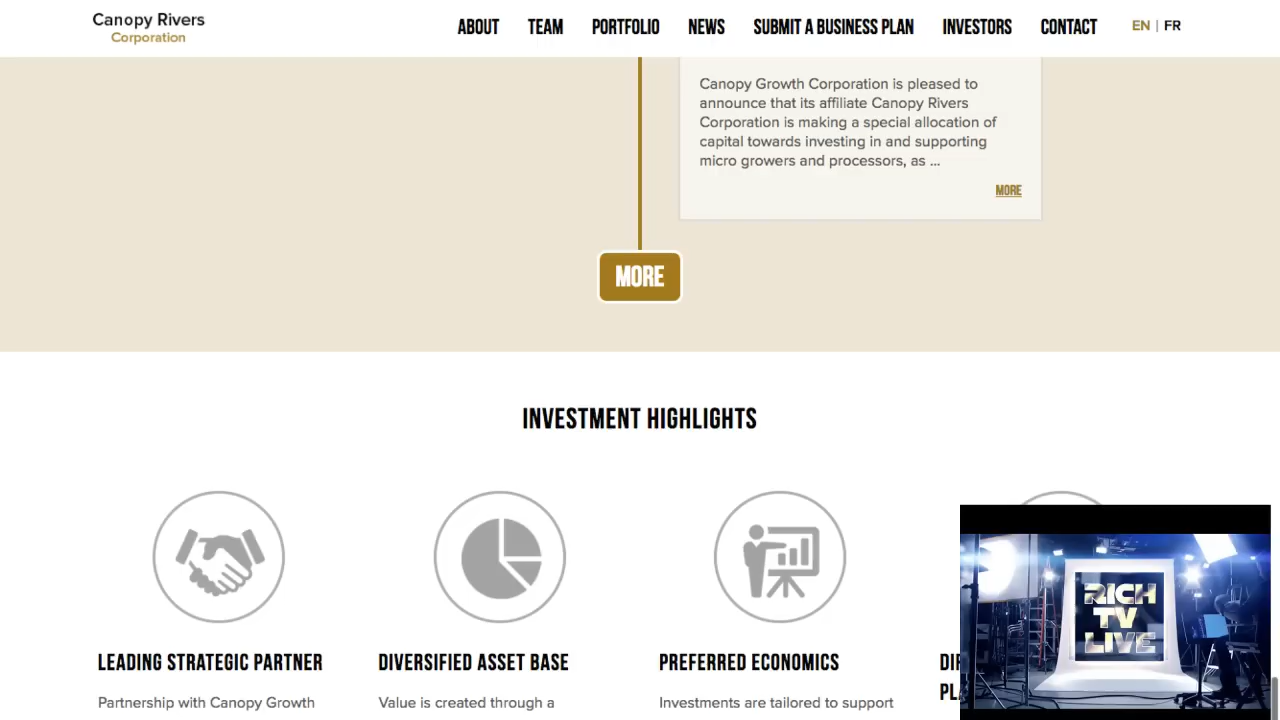 Canopy Rivers
Corporation
ABOUT TEAM PORTFOLIO NEWS SUBMIT A BUSINESS PLAN INVESTORS CONTACT EN | FR
Canopy Growth Corporation is pleased to
announce that its affiliate Canopy Rivers
Corporation is making a special allocation of
capital towards investing in and supporting
micro growers and processors, as ...
MORE
MORE
INVESTMENT HIGHLIGHTS
LEADING STRATEGIC PARTNER
Partnership with Canopy Growth
DIVERSIFIED ASSET BASE
Value is created through a
PREFERRED ECONOMICS
Investments are tailored to support
RICH
TV
LIVE